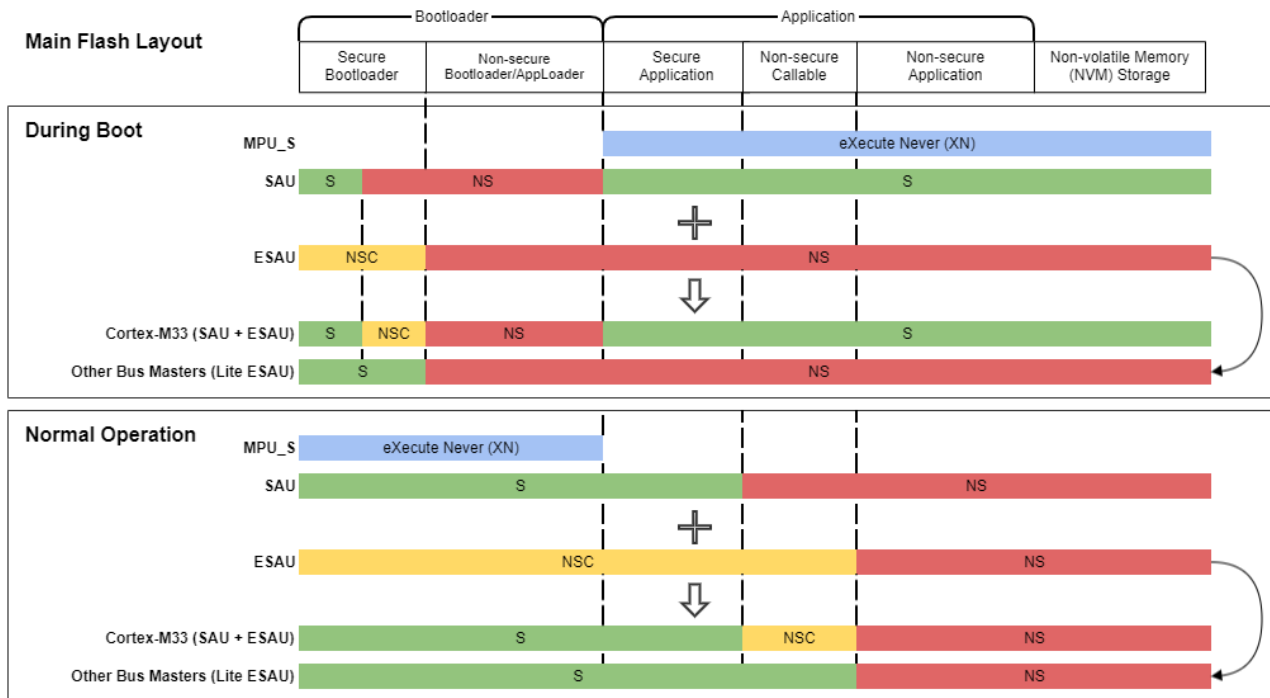 Bootloader
Application
Main Flash Layout
Secure
Bootloader
Non-secure
Bootloader/AppLoader
Secure
Application
Non-secure
Callable
Non-secure
Application
Non-volatile Memory
(NVM) Storage
During Boot
MPU_S
eXecute Never (XN)
SAU
S
NS
S
ESAU
NSC
NS
Cortex-M33 (SAU + ESAU)
S
NSC
NS
S
Other Bus Masters (Lite ESAU)
S
NS
Normal Operation
MPU_S
eXecute Never (XN)
SAU
S
NS
ESAU
NSC
NS
Cortex-M33 (SAU + ESAU)
S
NSC
NS
Other Bus Masters (Lite ESAU)
S
NS